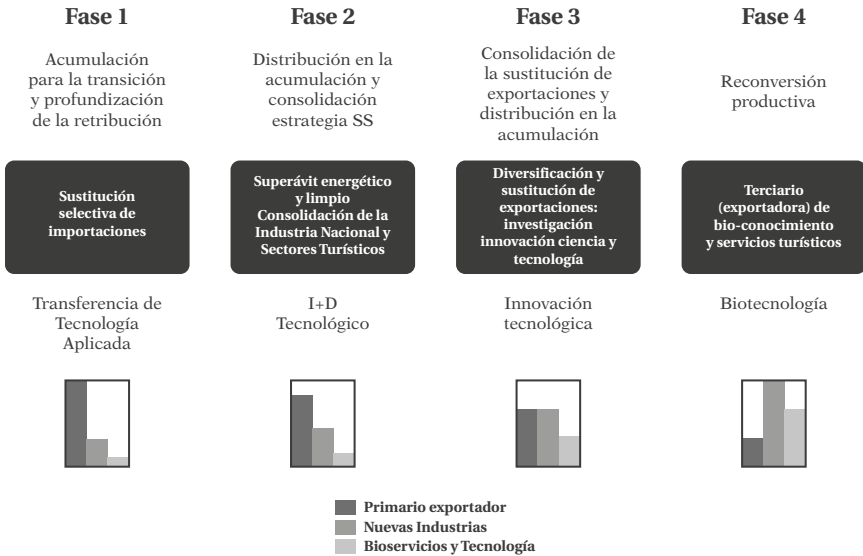 Fase 1
Acumulación
para la transición
y profundización
de la retribución
Sustitución
selectiva de
importaciones
Transferencia de
Tecnología
Aplicada
Fase 2
Distribución en la
acumulación y
consolidación
estrategia SS
Superávit energético
y limpio
Consolidación de la
Industria Nacional y
Sectores Turísticos
I+D
Tecnológico
Fase 3
Consolidación de
la sustitución de
exportaciones y
distribución en la
acumulación
Diversificación y
sustitución de
exportaciones:
investigación
innovación ciencia y
tecnología
Innovación
tecnológica
Fase 4
Reconversión
productiva
Terciario
(exportadora) de
bio-conocimiento
y servicios turísticos
Biotecnología
Primario exportador
Nuevas Industrias
Bioservicios y Tecnología